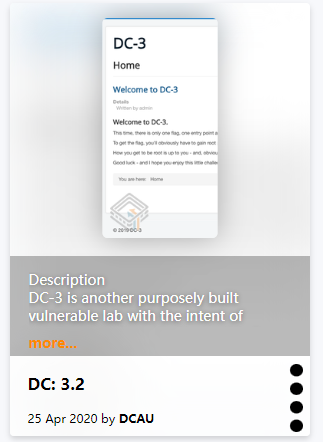 DC-3
Home
Welcome to DC-3
Details
Written by admin
Welcome to DC-3.
This time, there is only one flag, one entry point a
To get the flag, you'll obviously have to gain root
How you get to be root is up to you - and, obviou
Good luck - and I hope you enjoy this little challe
You are here: Home
© 2019 DC-3
Description
DC-3 is another purposely built
vulnerable lab with the intent of
more...
DC: 3.2
25 Apr 2020 by DCAU